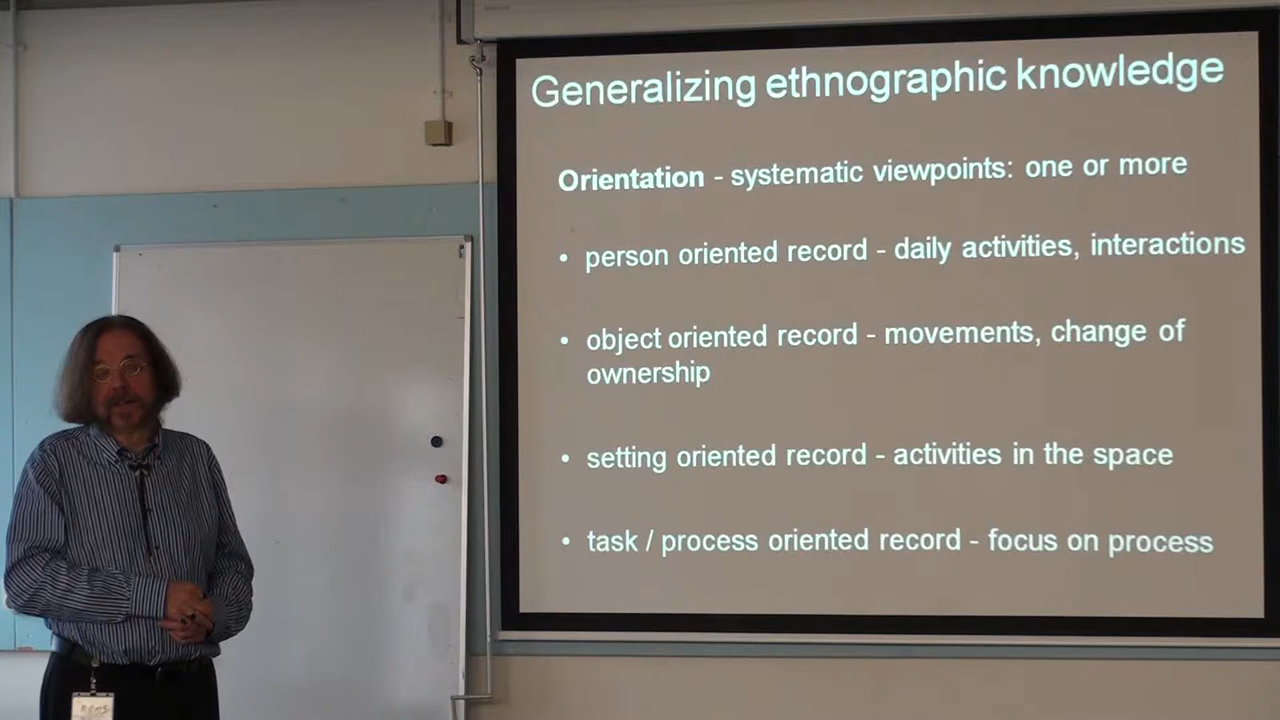 Generalizing ethnographic knowledge
Orientation - systematic viewpoints: one or more
• person oriented record - daily activities, interactions
• object oriented record - movements, change of
ownership
• setting oriented record - activities in the space
• task / process oriented record - focus on process